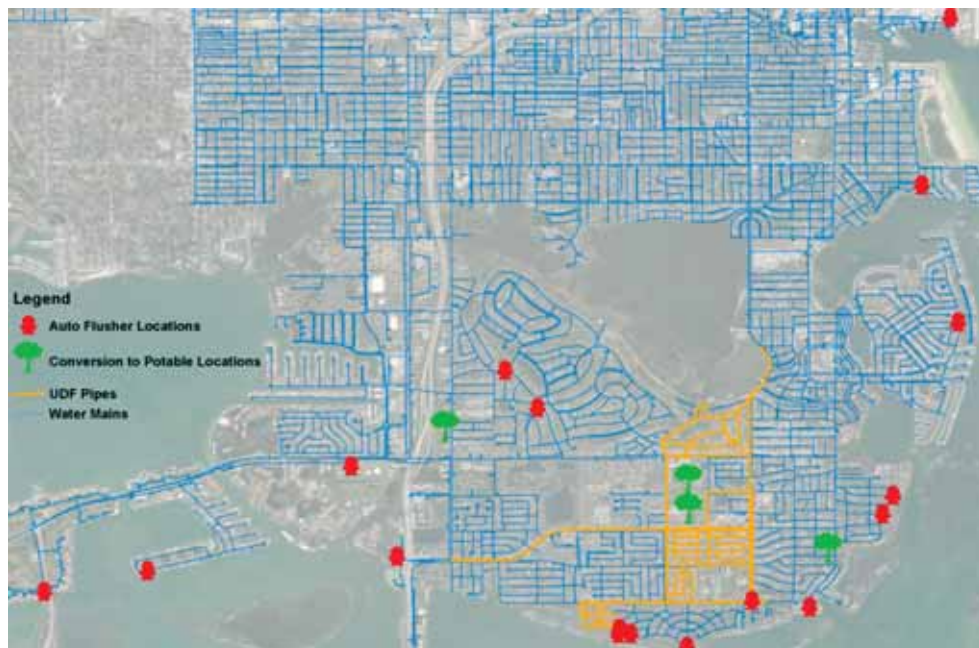 Legend
Auto Flusher Locations
Conversion to Potable Locations
UDF Pipes
Water Mains